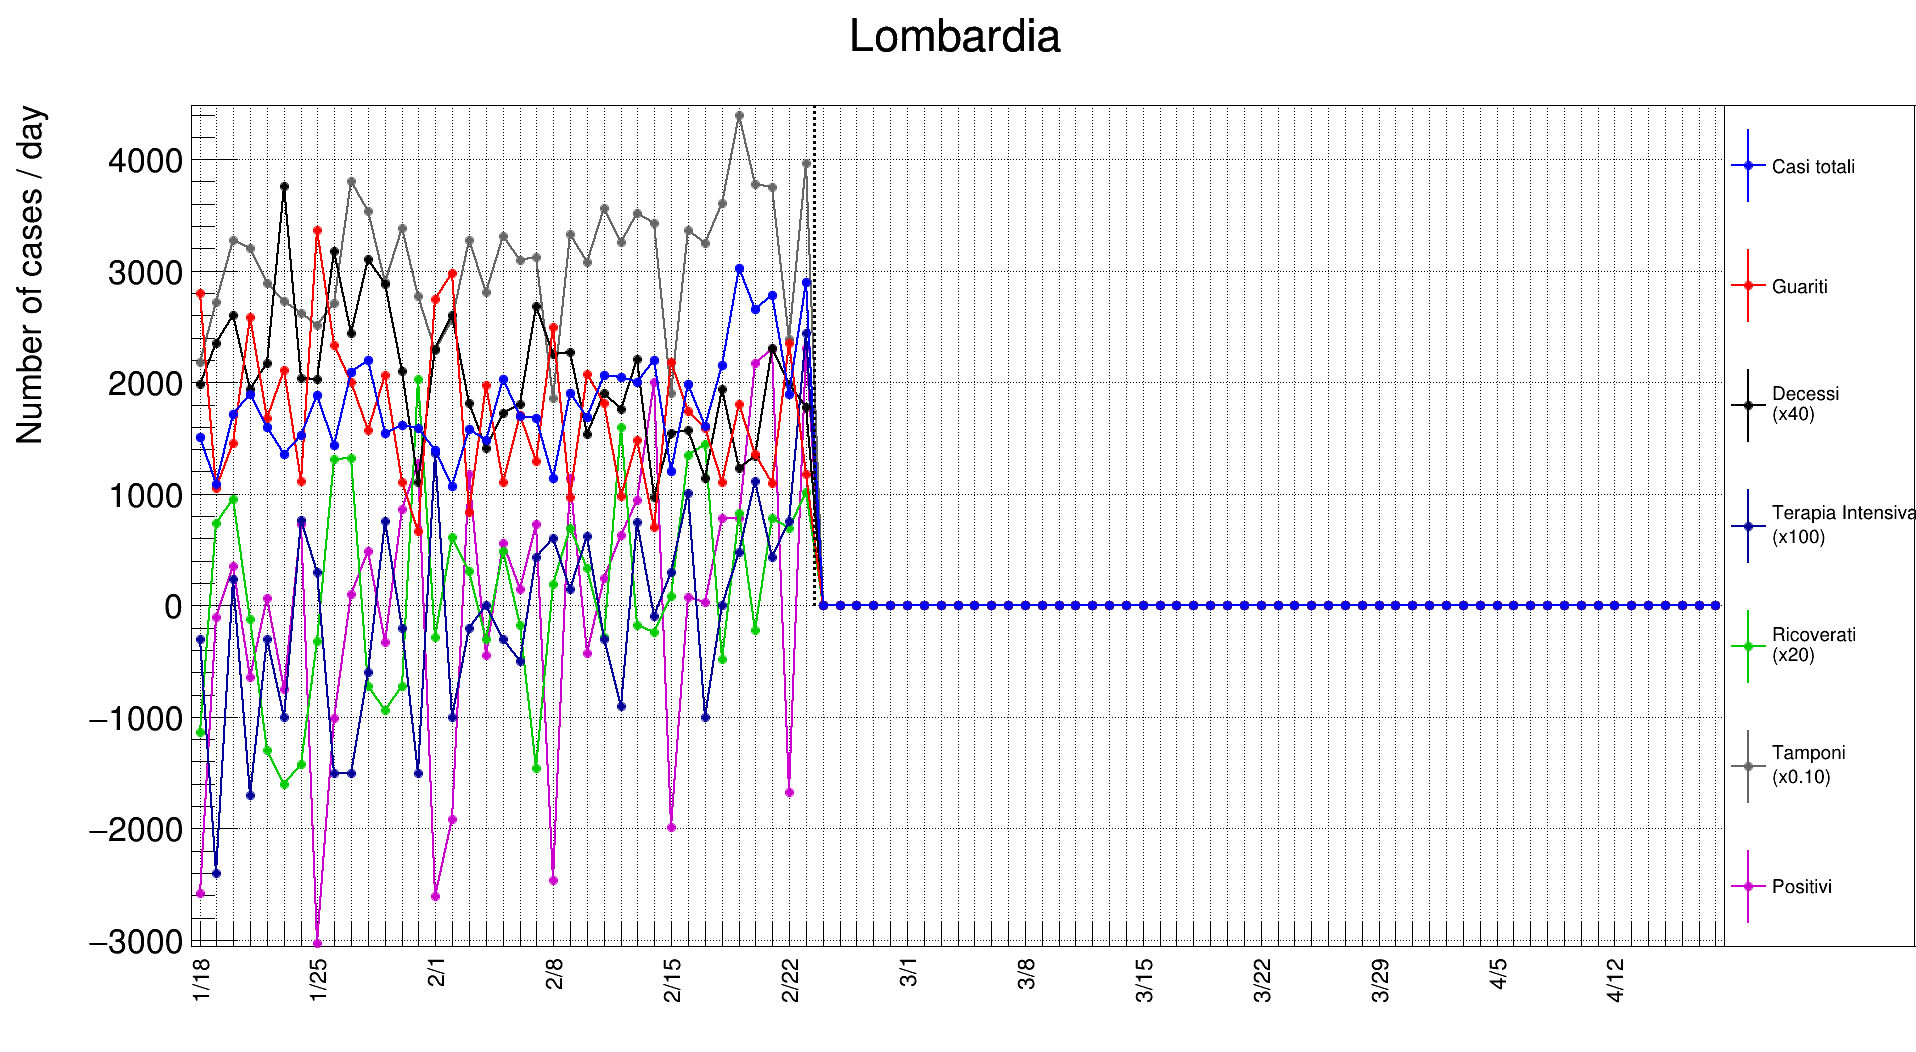 Lombardia
Number of cases / day
4000
3000
2000
1000
0
−1000
−2000
−3000
1/18
1/25
2/1
2/8
2/15
2/22
3/1
3/8
3/15
3/22
3/29
4/5
4/12
Casi totali
Guariti
Decessi
(x40)
Terapia Intensiva
(x100)
Ricoverati
(x20)
Tamponi
(x0.10)
Positivi